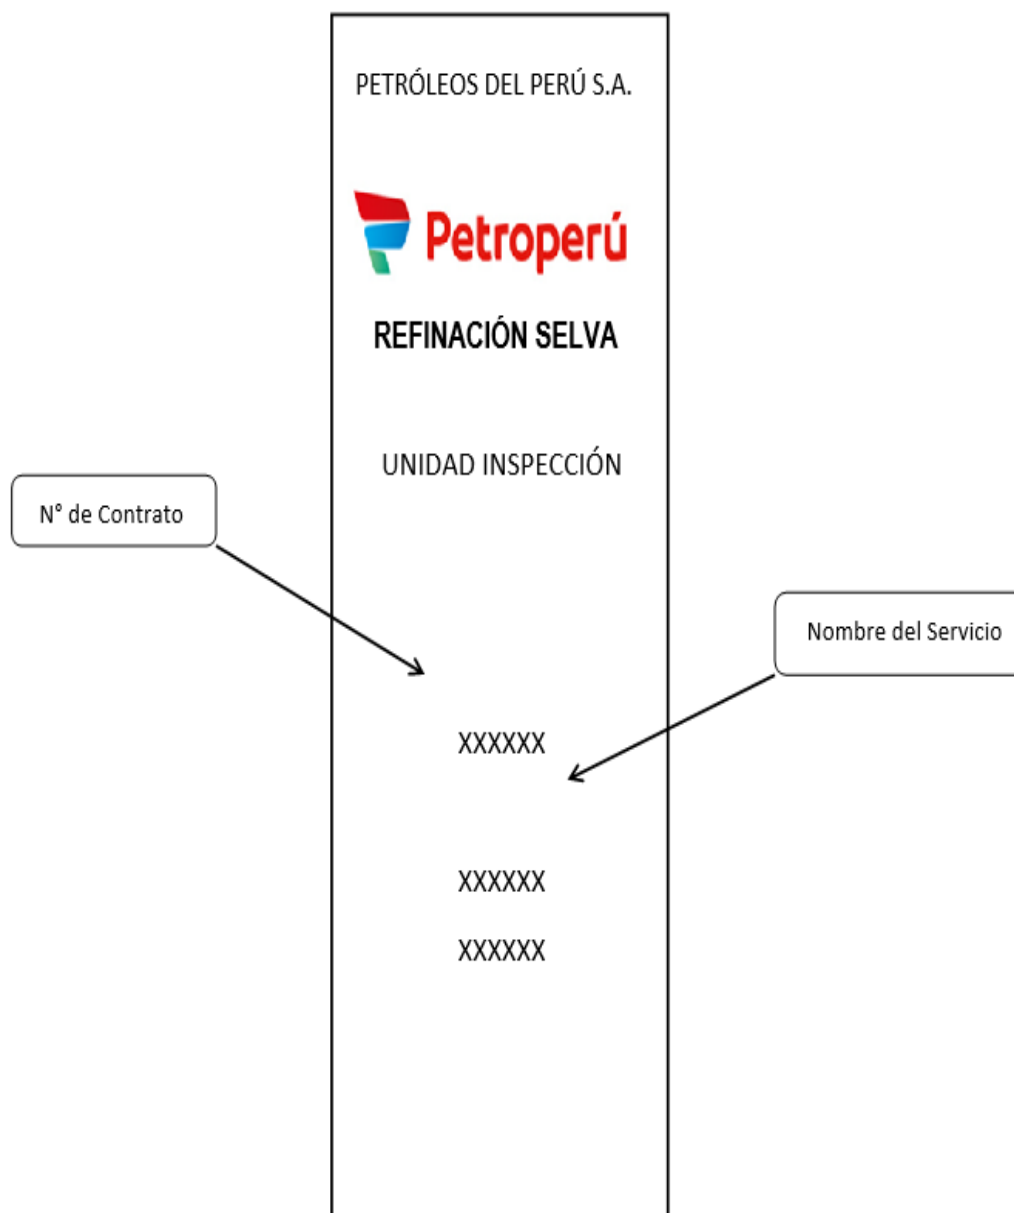 PETRÓLEOS DEL PERÚ S.A.
Petroperú
REFINACIÓN SELVA
UNIDAD INSPECCIÓN
N° de Contrato
Nombre del Servicio
XXXXXX
XXXXXX
XXXXXX